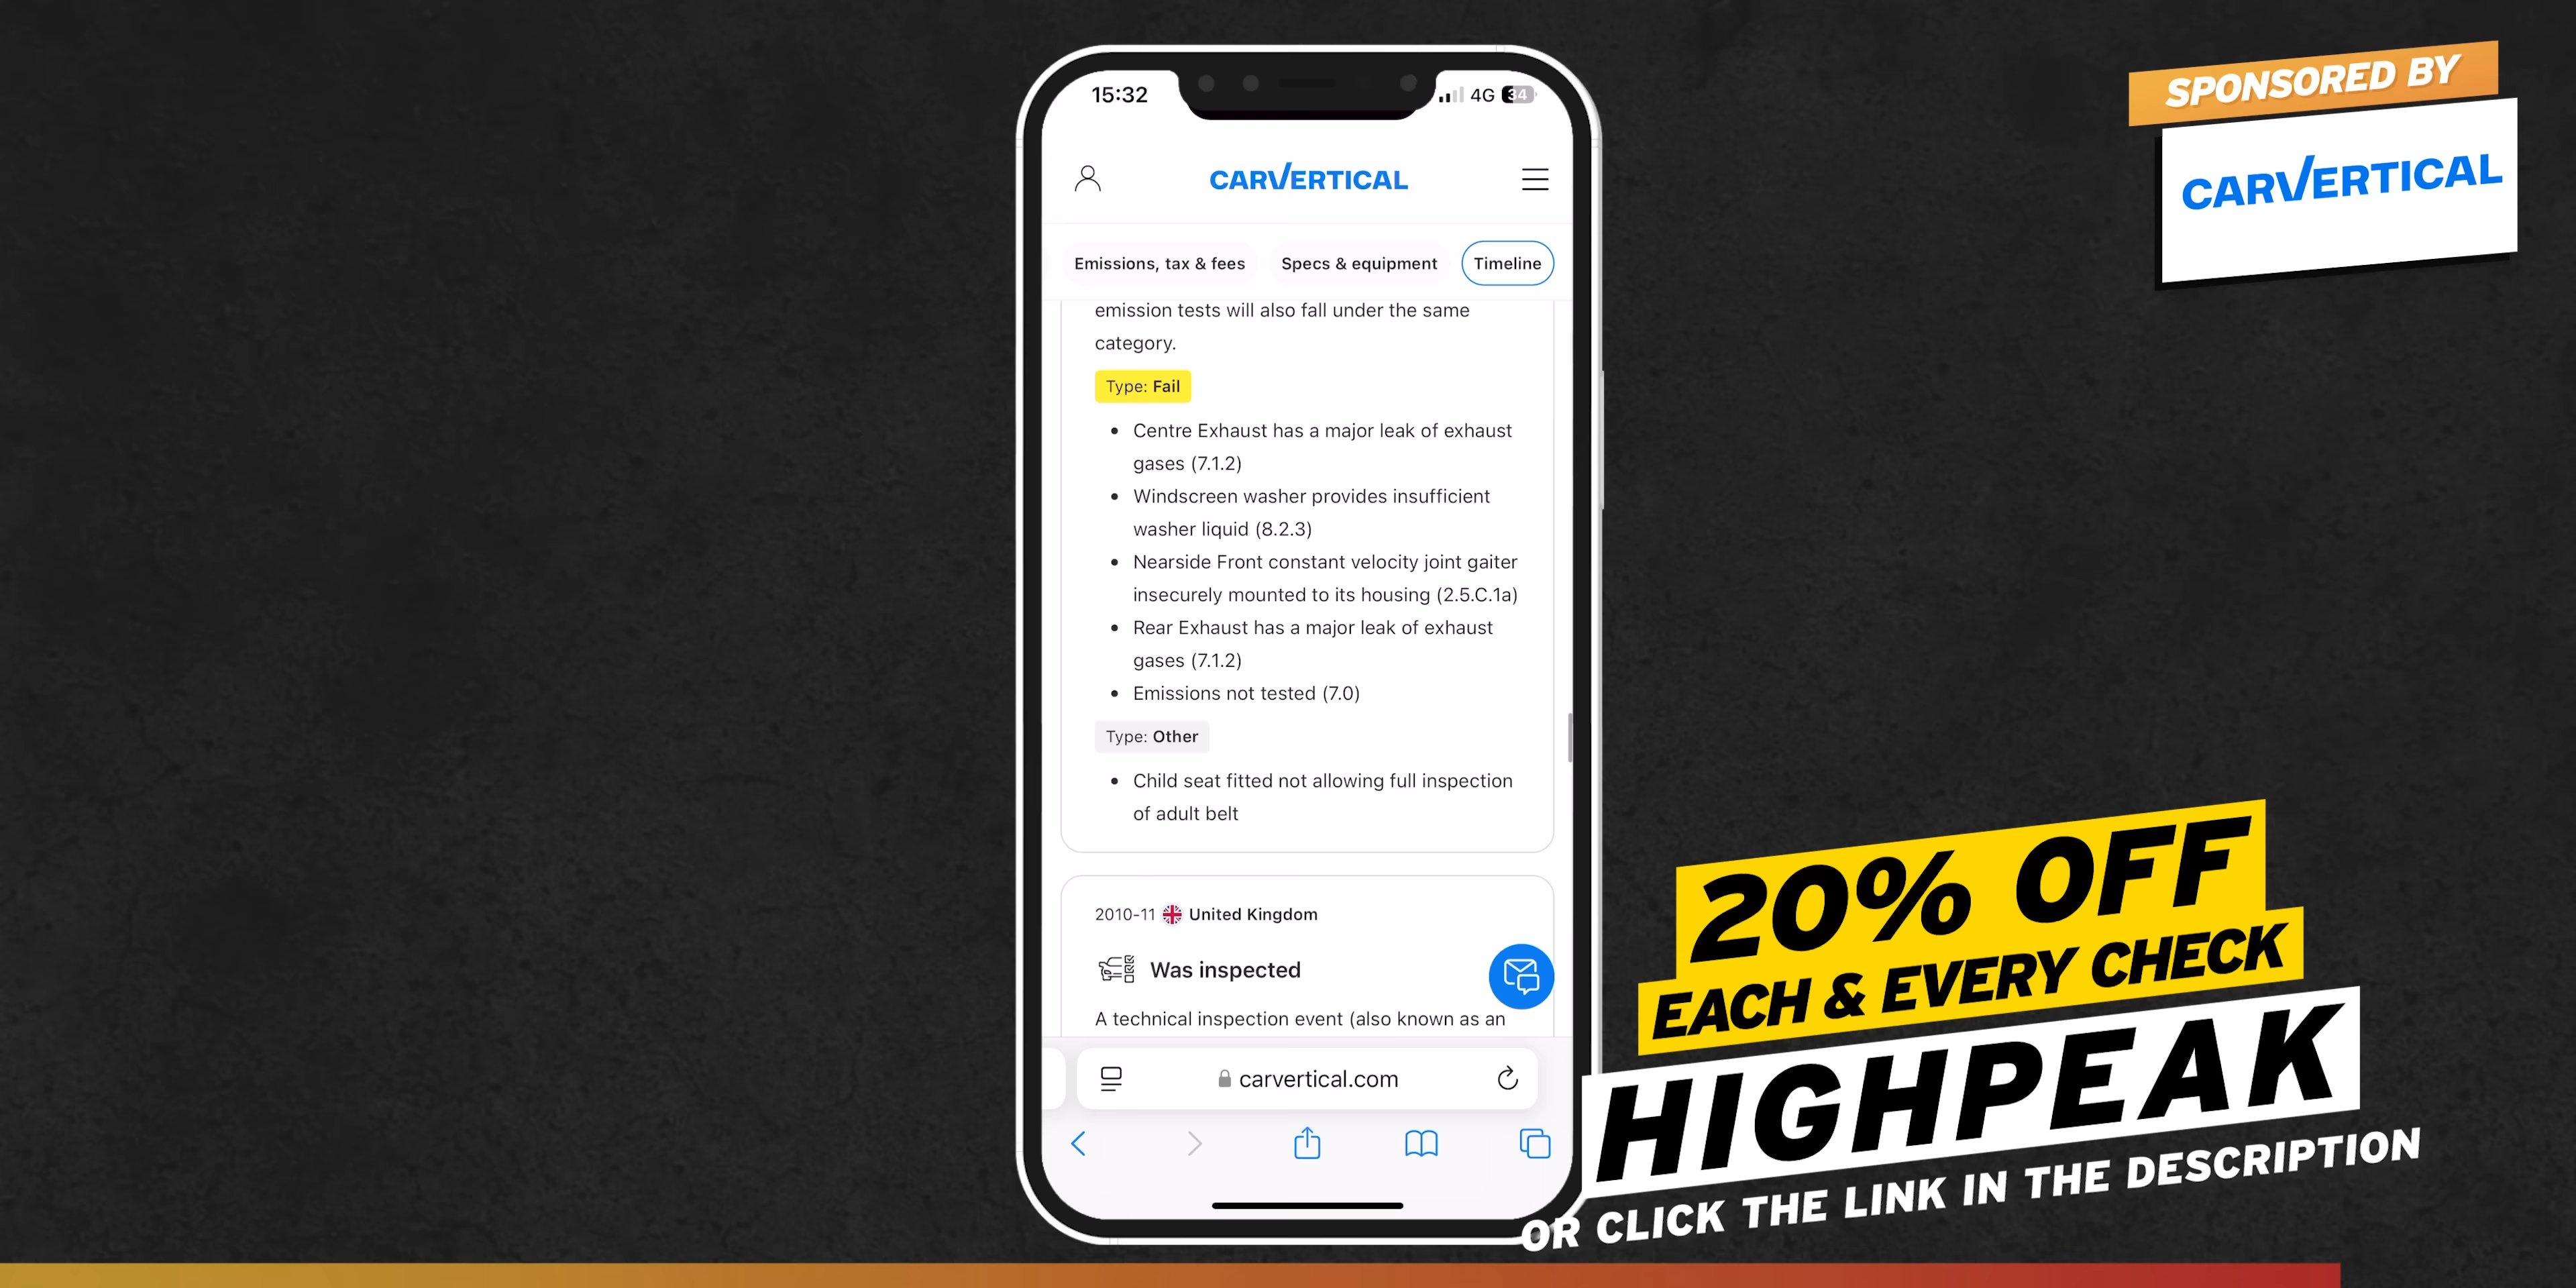 15:32
4G
34
CARVERTICAL
Emissions, tax & fees
Specs & equipment
Timeline
emission tests will also fall under the same
category.
Type: Fail
• Centre Exhaust has a major leak of exhaust
gases (7.1.2)
• Windscreen washer provides insufficient
washer liquid (8.2.3)
• Nearside Front constant velocity joint gaiter
insecurely mounted to its housing (2.5.C.1a)
• Rear Exhaust has a major leak of exhaust
gases (7.1.2)
• Emissions not tested (7.0)
Type: Other
• Child seat fitted not allowing full inspection
of adult belt
2010-11 United Kingdom
Was inspected
A technical inspection event (also known as an
carvertical.com
SPONSORED BY
CARVERTICAL
20% OFF
EACH & EVERY CHECK
HIGHPEAK
OR CLICK THE LINK IN THE DESCRIPTION